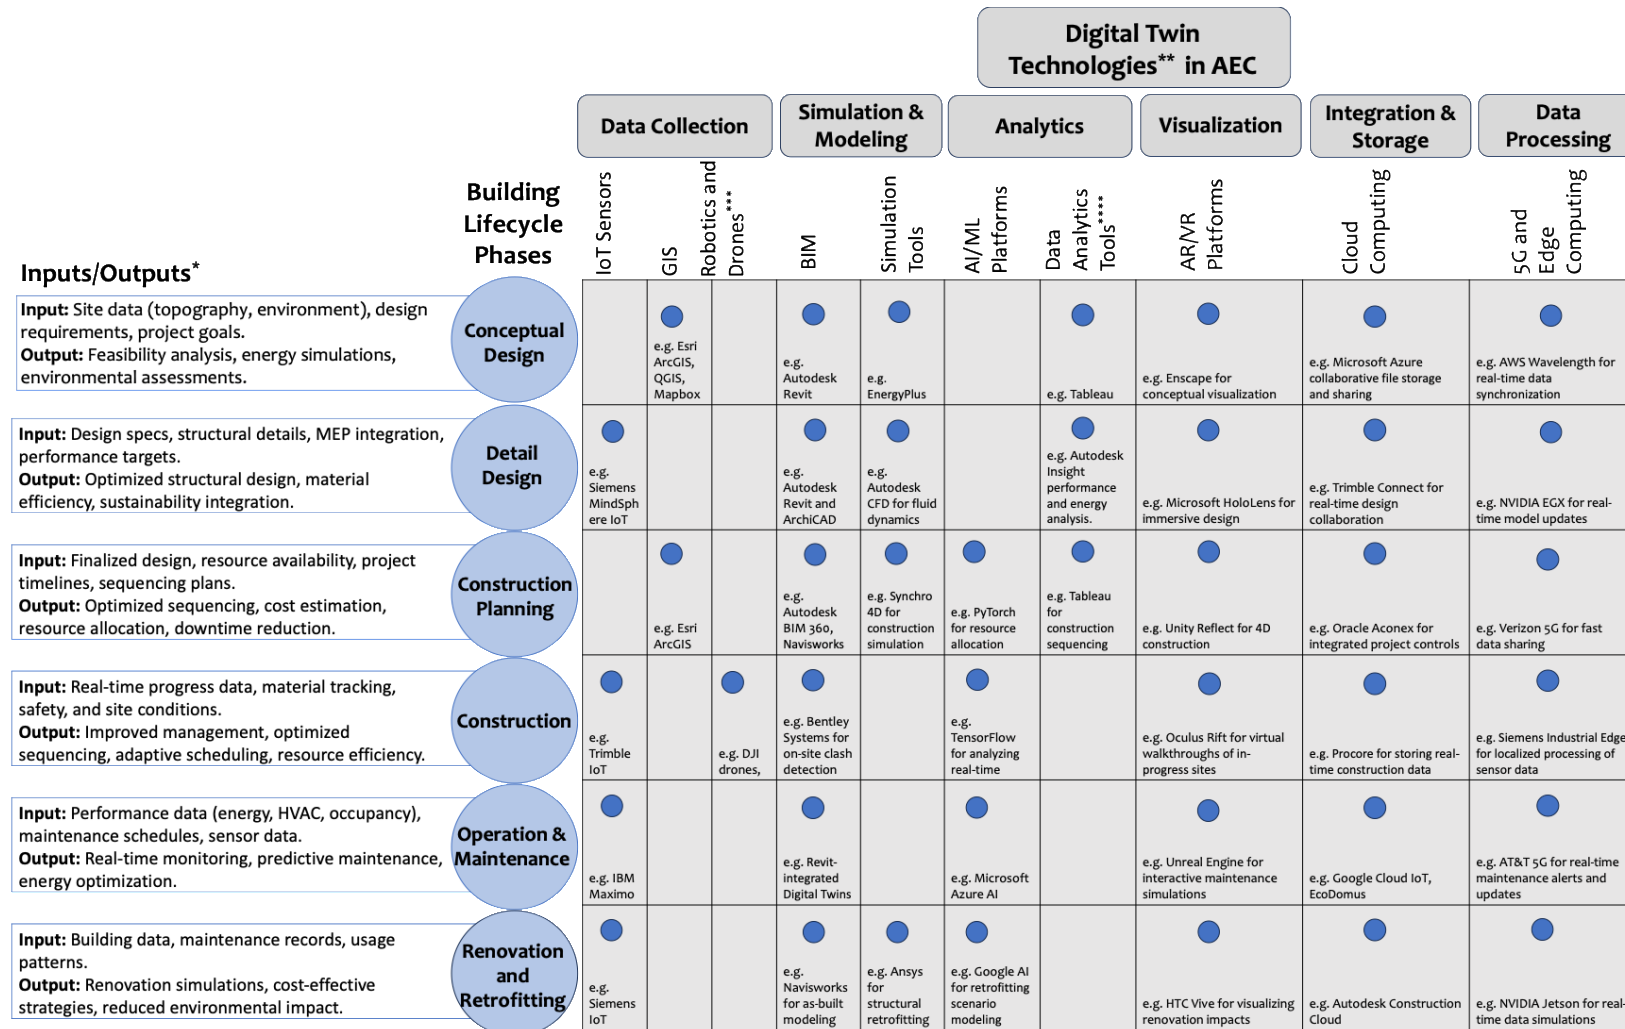 Digital Twin
Technologies** in AEC
Data Collection
Simulation &
Modeling
Analytics
Visualization
Integration &
Storage
Data
Processing
Building
Lifecycle
Phases
Inputs/Outputs*
IoT Sensors
GIS
Robotics and
Drones***
BIM
Simulation
Tools
AI/ML
Platforms
Data
Analytics
Tools****
AR/VR
Platforms
Cloud
Computing
5G and
Edge
Computing
Input: Site data (topography, environment), design
requirements, project goals.
Output: Feasibility analysis, energy simulations,
environmental assessments.
Conceptual
Design
e.g. Esri
ArcGIS,
QGIS,
Mapbox
e.g.
Autodesk
Revit
e.g.
EnergyPlus
e.g. Tableau
e.g. Enscape for
conceptual visualization
e.g. Microsoft Azure
collaborative file storage
and sharing
e.g. AWS Wavelength for
real-time data
synchronization
Input: Design specs, structural details, MEP integration,
performance targets.
Output: Optimized structural design, material
efficiency, sustainability integration.
Detail
Design
e.g.
Siemens
MindSph
ere IoT
e.g.
Autodesk
Revit and
ArchiCAD
e.g.
Autodesk
CFD for fluid
dynamics
e.g. Autodesk
Insight
performance
and energy
analysis.
e.g. Microsoft HoloLens for
immersive design
e.g. Trimble Connect for
real-time design
collaboration
e.g. NVIDIA EGX for real-
time model updates
Input: Finalized design, resource availability, project
timelines, sequencing plans.
Output: Optimized sequencing, cost estimation,
resource allocation, downtime reduction.
Construction
Planning
e.g. Esri
ArcGIS
e.g.
Autodesk
BIM 360,
Navisworks
e.g. Synchro
4D for
construction
simulation
e.g. PyTorch
for resource
allocation
e.g. Tableau
for
construction
sequencing
e.g. Unity Reflect for 4D
construction
e.g. Oracle Aconex for
integrated project controls
e.g. Verizon 5G for fast
data sharing
Input: Real-time progress data, material tracking,
safety, and site conditions.
Output: Improved management, optimized
sequencing, adaptive scheduling, resource efficiency.
Construction
e.g.
Trimble
IoT
e.g. DJI
drones,
e.g. Bentley
Systems for
on-site clash
detection
e.g.
TensorFlow
for analyzing
real-time
e.g. Oculus Rift for virtual
walkthroughs of in-
progress sites
e.g. Procore for storing real-
time construction data
e.g. Siemens Industrial Edge
for localized processing of
sensor data
Input: Performance data (energy, HVAC, occupancy),
maintenance schedules, sensor data.
Output: Real-time monitoring, predictive maintenance,
energy optimization.
Operation &
Maintenance
e.g. IBM
Maximo
e.g. Revit-
integrated
Digital Twins
e.g. Microsoft
Azure AI
e.g. Unreal Engine for
interactive maintenance
simulations
e.g. Google Cloud IoT,
EcoDomus
e.g. AT&T 5G for real-time
maintenance alerts and
updates
Input: Building data, maintenance records, usage
patterns.
Output: Renovation simulations, cost-effective
strategies, reduced environmental impact.
Renovation
and
Retrofitting
e.g.
Siemens
IoT
e.g.
Navisworks
for as-built
modeling
e.g. Ansys
for
structural
retrofitting
e.g. Google AI
for retrofitting
scenario
modeling
e.g. HTC Vive for visualizing
renovation impacts
e.g. Autodesk Construction
Cloud
e.g. NVIDIA Jetson for real-
time data simulations